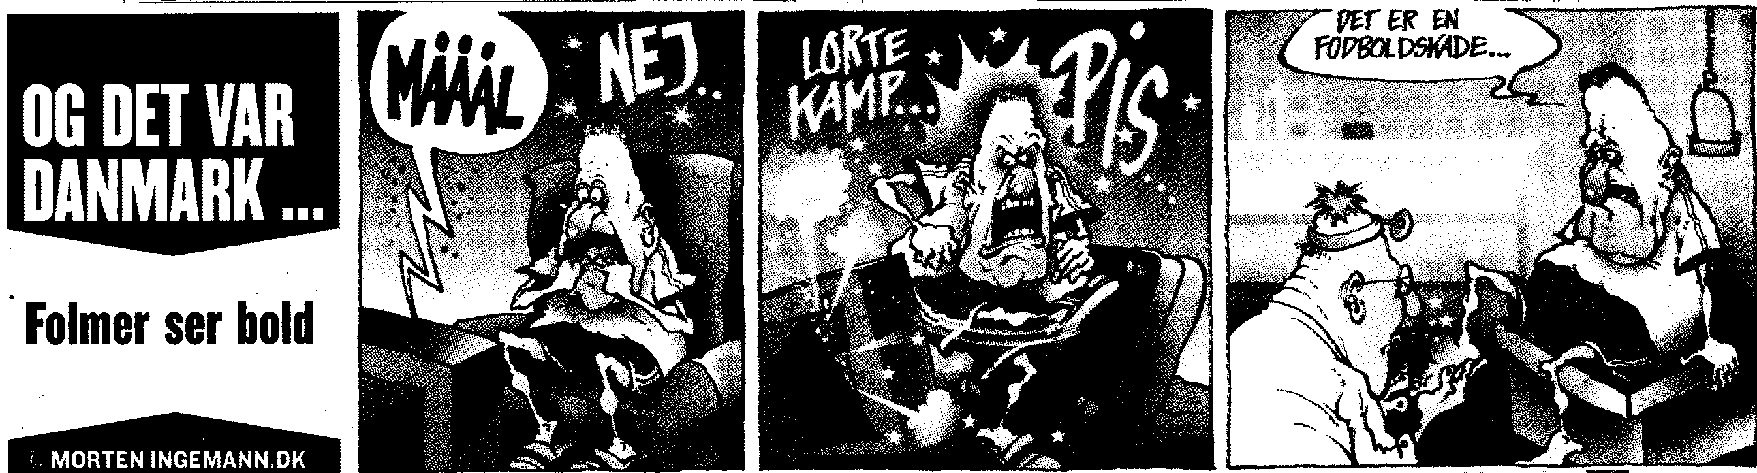 OG DET VAR
DANMARK ...
Folmer ser bold
MORTEN INGEMANN.DK
MÅÅÅL
NEJ..
LORTE
KAMP...
PIS
DET ER EN
FODBOLDSKADE...